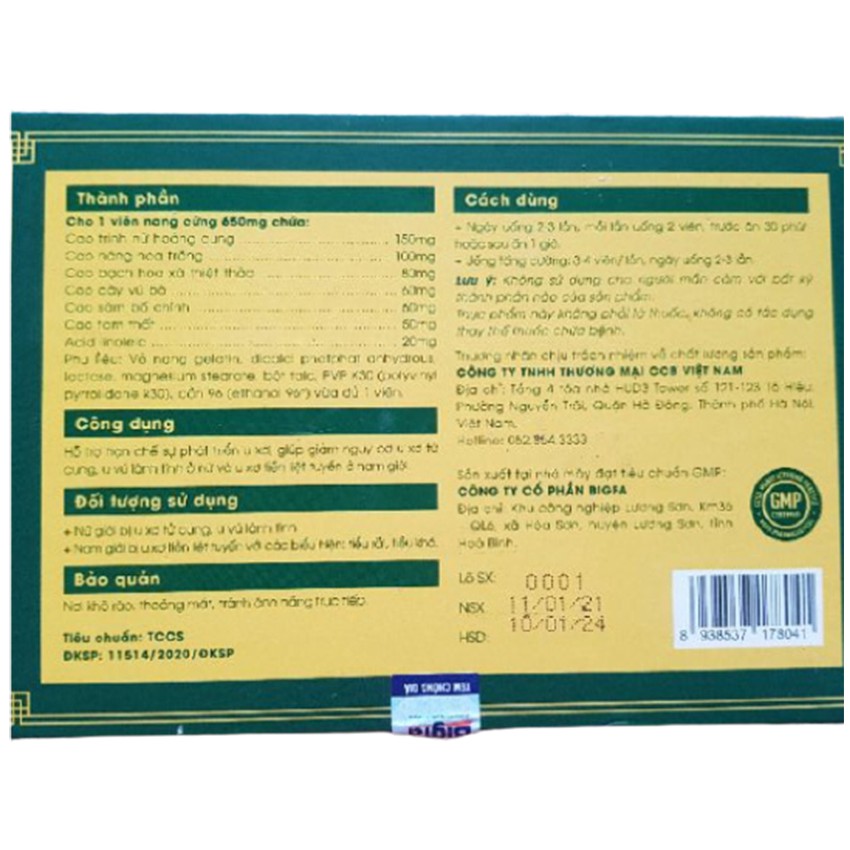 Thành phần
Cho 1 viên nang cứng 650mg chứa:
Cao trinh nữ hoàng cung ........ 150mg
Cao náng hoa trắng ........ 100mg
Cao bạch hoa xà thiệt thảo ........ 80mg
Cao cây vú bò ........ 60mg
Cao sâm bố chính ........ 60mg
Cao tam thất ........ 50mg
Acid linoleic ........ 20mg
Phụ liệu: Vỏ nang gelatin, dicalci phosphat anhydrous,
lactose, magnesium stearate, bột talc, PVP K30 (polyvinyl
pyrrolidone k30), cồn 96 (ethanol 96°) vừa đủ 1 viên.
Công dụng
Hỗ trợ hạn chế sự phát triển u xơ, giúp giảm nguy cơ u xơ tử
cung, u vú lành tính ở nữ và u xơ tiền liệt tuyến ở nam giới.
Đối tượng sử dụng
+ Nữ giới bị u xơ tử cung, u vú lành tính
+ Nam giới bị u xơ tiền liệt tuyến với các biểu hiện: tiểu rắt, tiểu khó.
Bảo quản
Nơi khô ráo, thoáng mát, tránh ánh nắng trực tiếp.
Tiêu chuẩn: TCCS
ĐKSP: 11514/2020/ĐKSP
Cách dùng
- Ngày uống 2-3 lần, mỗi lần uống 2 viên, trước ăn 30 phút
hoặc sau ăn 1 giờ.
- Uống tăng cường: 3-4 viên/lần, ngày uống 2-3 lần.
Lưu ý: Không sử dụng cho người mẫn cảm với bất kỳ
thành phần nào của sản phẩm.
Thực phẩm này không phải là thuốc, không có tác dụng
thay thế thuốc chữa bệnh.
Thương nhân chịu trách nhiệm về chất lượng sản phẩm:
CÔNG TY TNHH THƯƠNG MẠI CCB VIỆT NAM
Địa chỉ: Tầng 4 tòa nhà HUD3 Tower số 121-123 Tô Hiệu,
Phường Nguyễn Trãi, Quận Hà Đông, Thành phố Hà Nội,
Việt Nam.
Hotline: 082.864.3333
Sản xuất tại nhà máy đạt tiêu chuẩn GMP:
CÔNG TY CỔ PHẦN BIGFA
Địa chỉ: Khu công nghiệp Lương Sơn, Km36
QL6, xã Hòa Sơn, huyện Lương Sơn, tỉnh
Hoà Bình.
GMP
CERTIFIED
Lô SX: 0001
NSX: 11/01/21
HSD: 10/01/24
8 938537 178041
TEM CHỐNG GIẢ
Bigfa